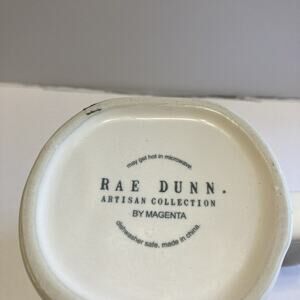 may get hot in microwave.
RAE DUNN.
ARTISAN COLLECTION
BY MAGENTA
dishwasher safe. made in china.